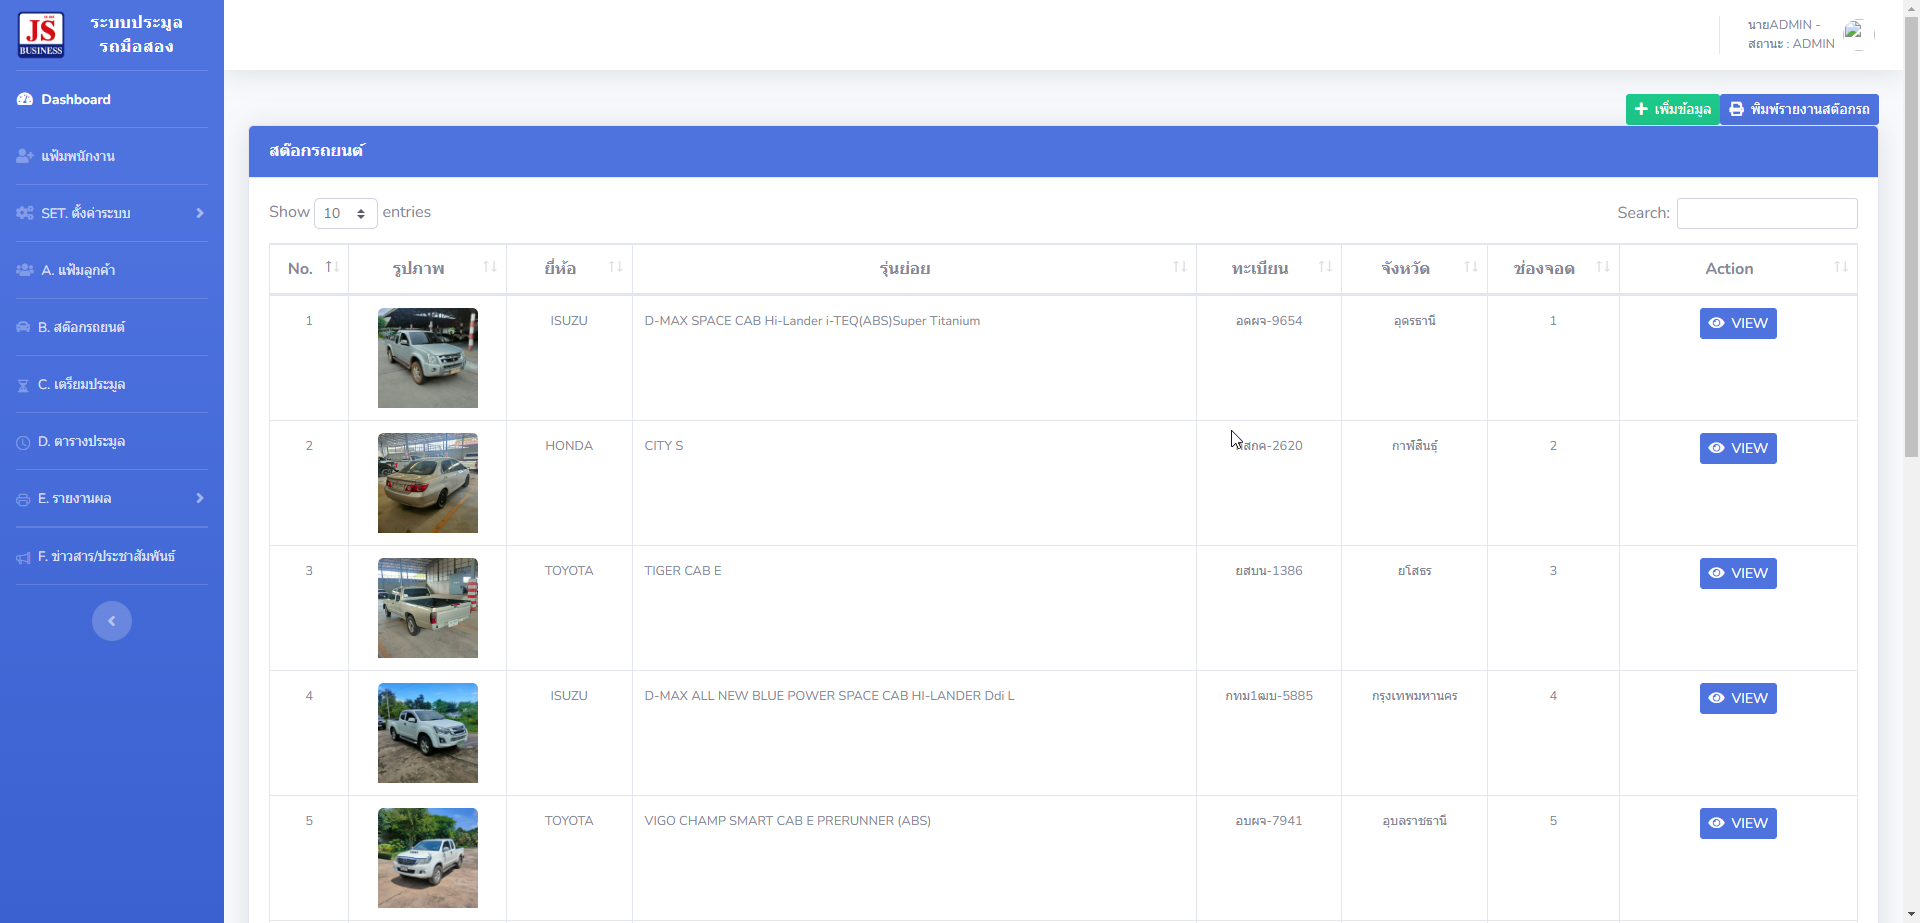 JS
BUSINESS
ระบบประมูล
รถมือสอง
Dashboard
แฟ้มพนักงาน
SET. ตั้งค่าระบบ
A. แฟ้มลูกค้า
B. สต๊อกรถยนต์
C. เตรียมประมูล
D. ตารางประมูล
E. รายงานผล
F. ข่าวสาร/ประชาสัมพันธ์
นายADMIN -
สถานะ : ADMIN
เพิ่มข้อมูล พิมพ์รายงานสต๊อกรถ
สต๊อกรถยนต์
Show 10 entries Search:
No. รูปภาพ ยี่ห้อ รุ่นย่อย ทะเบียน จังหวัด ช่องจอด Action
1 ISUZU D-MAX SPACE CAB Hi-Lander i-TEQ(ABS)Super Titanium อดผจ-9654 อุดรธานี 1 VIEW
2 HONDA CITY S สกค-2620 กาฬสินธุ์ 2 VIEW
3 TOYOTA TIGER CAB E ยสบน-1386 ยโสธร 3 VIEW
4 ISUZU D-MAX ALL NEW BLUE POWER SPACE CAB HI-LANDER Ddi L กทม1ฒบ-5885 กรุงเทพมหานคร 4 VIEW
5 TOYOTA VIGO CHAMP SMART CAB E PRERUNNER (ABS) อบผจ-7941 อุบลราชธานี 5 VIEW